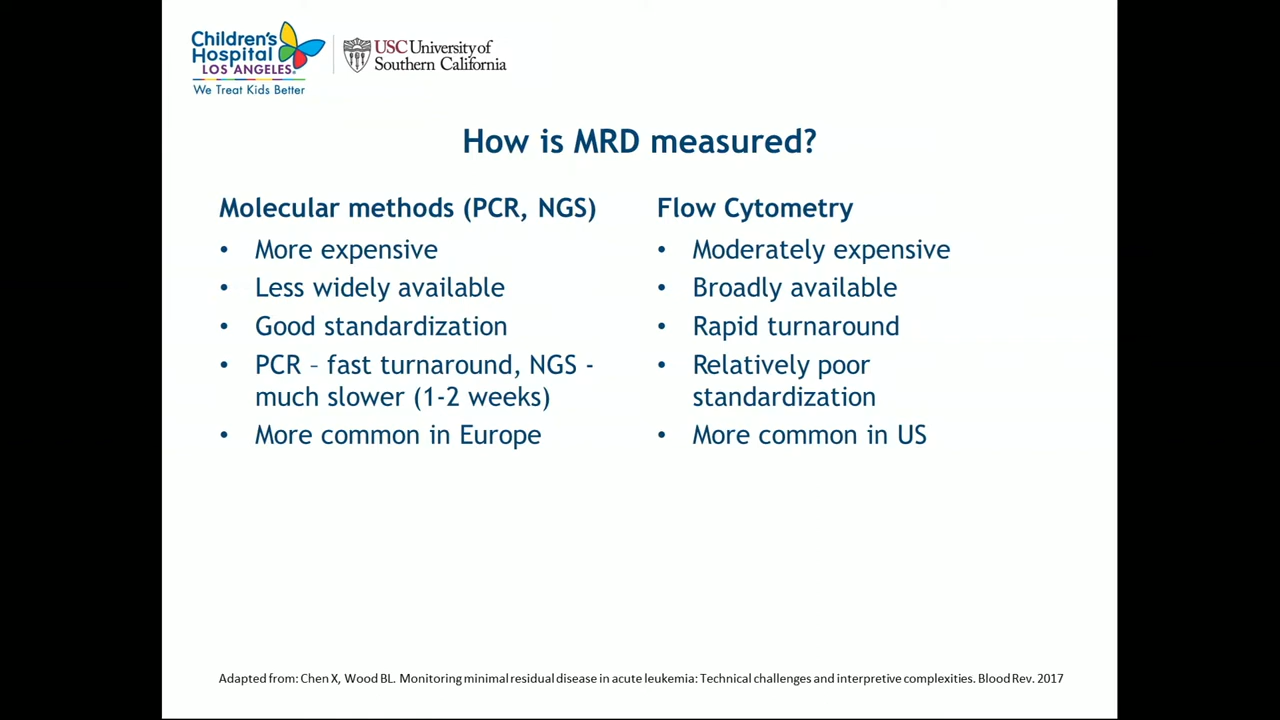 Children's
Hospital
LOS ANGELES®
We Treat Kids Better
USC University of
Southern California
How is MRD measured?
Molecular methods (PCR, NGS)
• More expensive
• Less widely available
• Good standardization
• PCR – fast turnaround, NGS -
much slower (1-2 weeks)
• More common in Europe
Flow Cytometry
• Moderately expensive
• Broadly available
• Rapid turnaround
• Relatively poor
standardization
• More common in US
Adapted from: Chen X, Wood BL. Monitoring minimal residual disease in acute leukemia: Technical challenges and interpretive complexities. Blood Rev. 2017